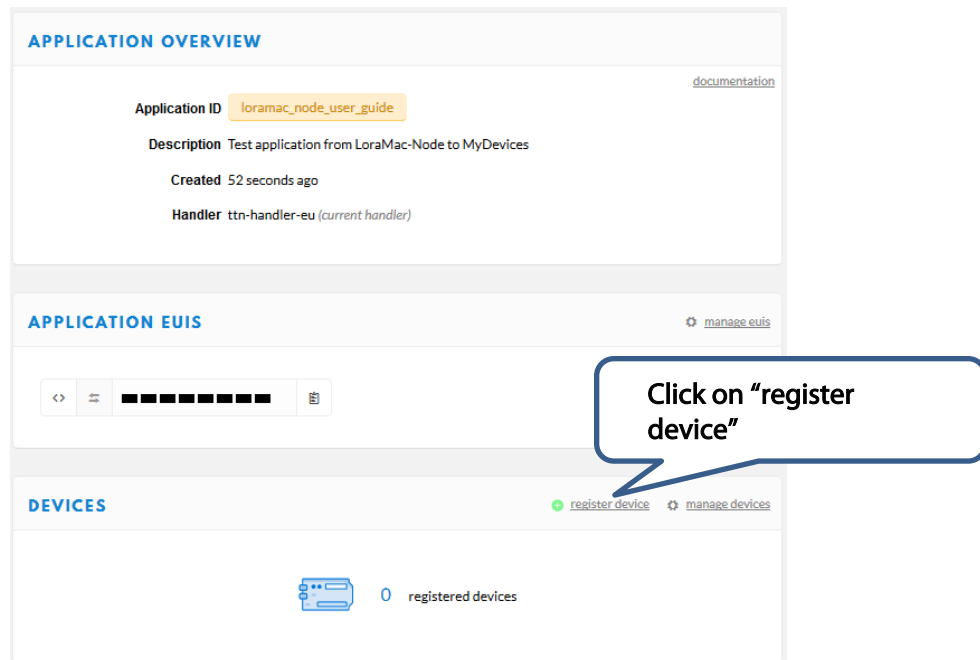 APPLICATION OVERVIEW
documentation
Application ID loramac_node_user_guide
Description Test application from LoraMac-Node to MyDevices
Created 52 seconds ago
Handler ttn-handler-eu (current handler)
APPLICATION EUIS
manage euis
Click on “register
device”
DEVICES
register device manage devices
0 registered devices